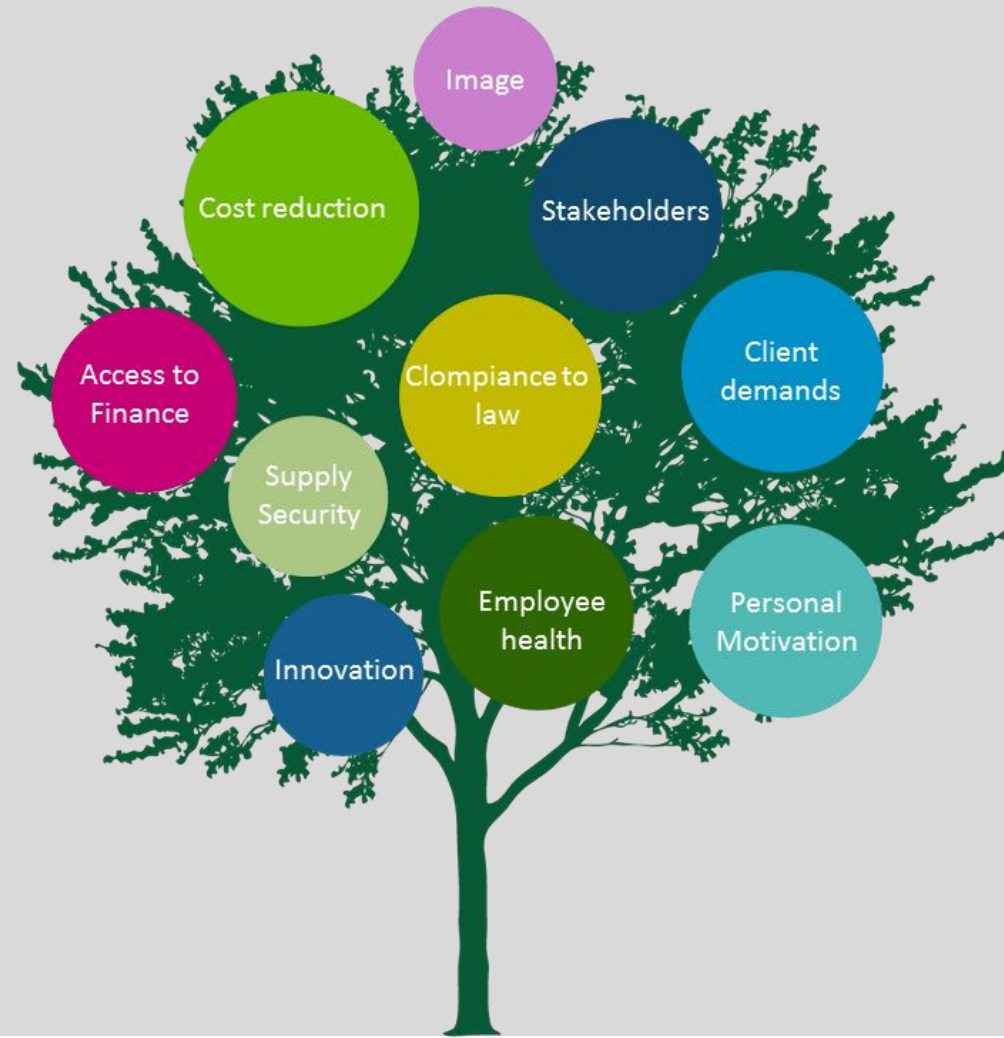 Image
Cost reduction
Stakeholders
Access to
Finance
Clompiance to
law
Client
demands
Supply
Security
Employee
health
Personal
Motivation
Innovation